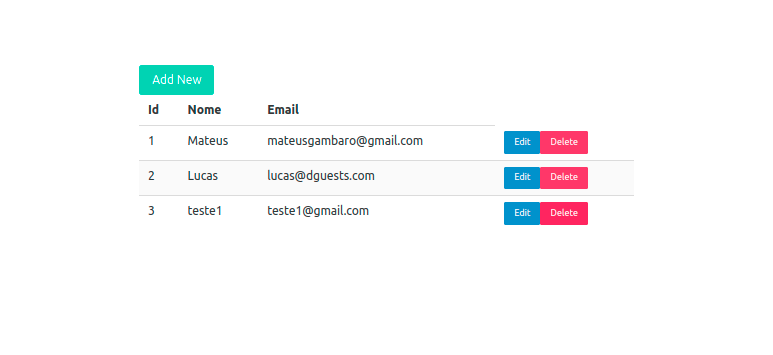 Add New
Id Nome Email
1 Mateus mateusgambaro@gmail.com Edit Delete
2 Lucas lucas@dguests.com Edit Delete
3 teste1 teste1@gmail.com Edit Delete